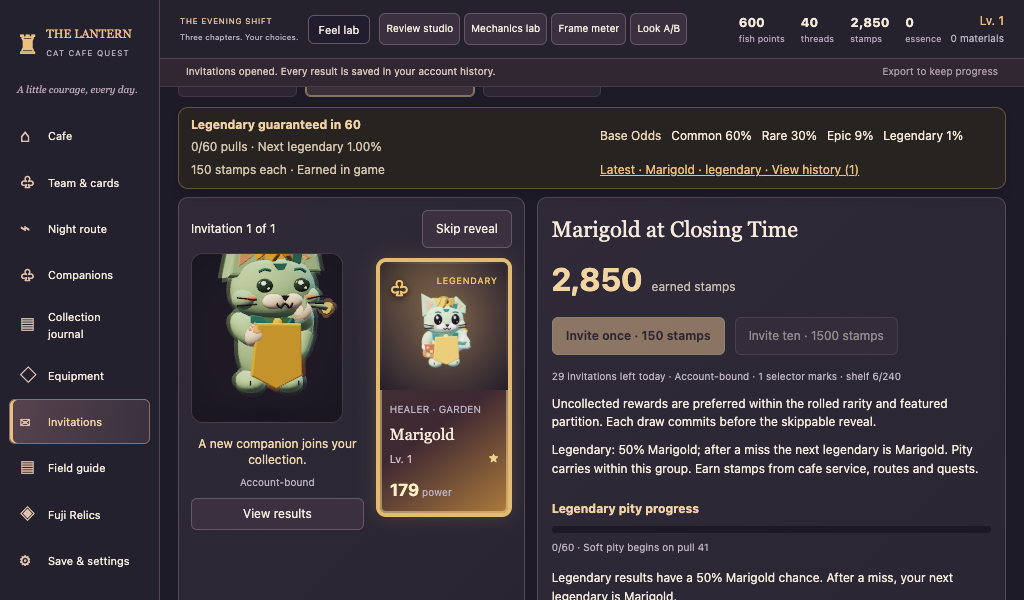 THE LANTERN
CAT CAFE QUEST
A little courage, every day.
Cafe
Team & cards
Night route
Companions
Collection
journal
Equipment
Invitations
Field guide
Fuji Relics
Save & settings
THE EVENING SHIFT
Three chapters. Your choices.
Feel lab
Review studio
Mechanics lab
Frame meter
Look A/B
600
fish points
40
threads
2,850
stamps
0
essence
Lv. 1
0 materials
Invitations opened. Every result is saved in your account history.
Export to keep progress
Legendary guaranteed in 60
0/60 pulls · Next legendary 1.00%
150 stamps each · Earned in game
Base Odds Common 60% Rare 30% Epic 9% Legendary 1%
Latest · Marigold · legendary · View history (1)
Invitation 1 of 1
Skip reveal
A new companion joins your
collection.
Account-bound
View results
LEGENDARY
HEALER · GARDEN
Marigold
Lv. 1
179 power
Marigold at Closing Time
2,850 earned stamps
Invite once · 150 stamps
Invite ten · 1500 stamps
29 invitations left today · Account-bound · 1 selector marks · shelf 6/240
Uncollected rewards are preferred within the rolled rarity and featured
partition. Each draw commits before the skippable reveal.
Legendary: 50% Marigold; after a miss the next legendary is Marigold. Pity
carries within this group. Earn stamps from cafe service, routes and quests.
Legendary pity progress
0/60 · Soft pity begins on pull 41
Legendary results have a 50% Marigold chance. After a miss, your next
legendary is Marigold.